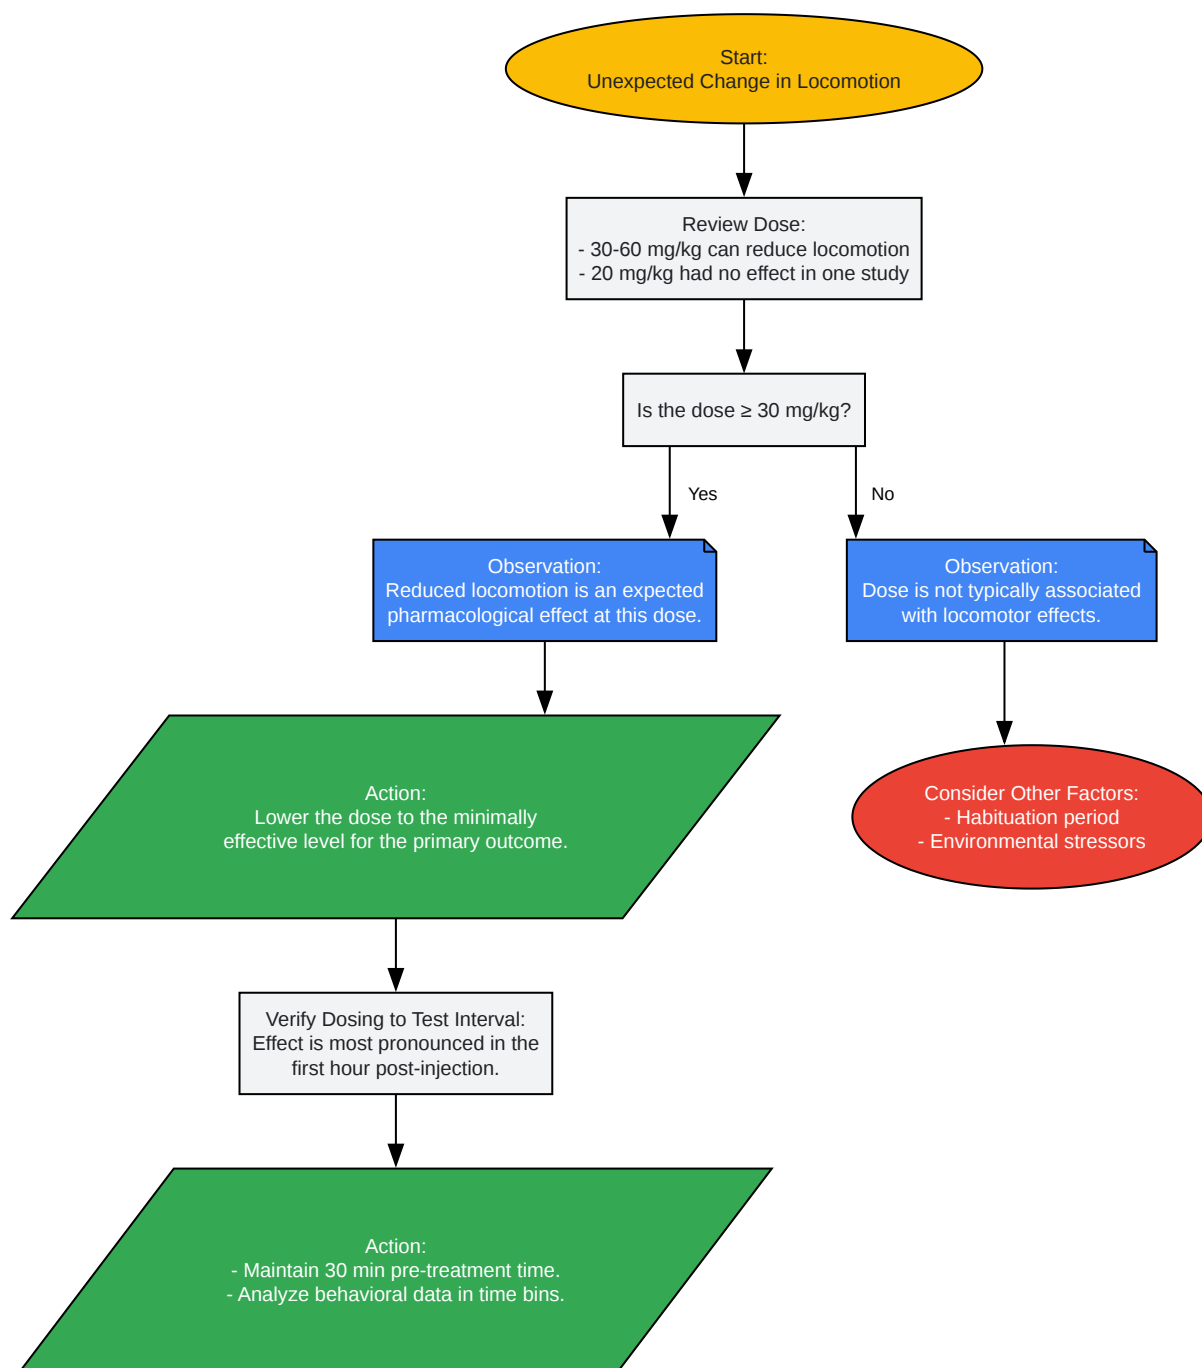 Start:
Unexpected Change in Locomotion
Review Dose:
- 30-60 mg/kg can reduce locomotion
- 20 mg/kg had no effect in one study
Is the dose ≥ 30 mg/kg?
Yes
No
Observation:
Reduced locomotion is an expected
pharmacological effect at this dose.
Observation:
Dose is not typically associated
with locomotor effects.
Action:
Lower the dose to the minimally
effective level for the primary outcome.
Consider Other Factors:
- Habituation period
- Environmental stressors
Verify Dosing to Test Interval:
Effect is most pronounced in the
first hour post-injection.
Action:
- Maintain 30 min pre-treatment time.
- Analyze behavioral data in time bins.